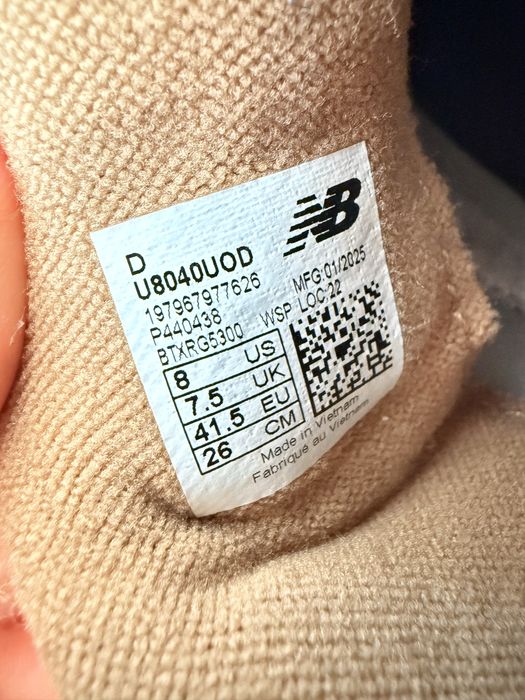 NB
D
U8040UOD
197967977626 MFG:01/2025
P440438 WSP LOC:22
BTXRG5300
8 US
7.5 UK
41.5 EU
26 CM
Made in Vietnam
Fabriqué au Vietnam